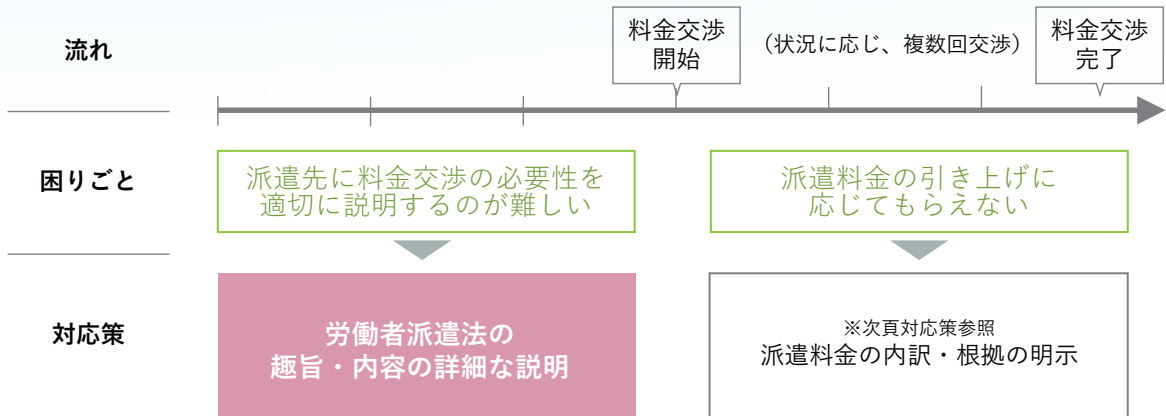 流れ
料金交渉
開始
（状況に応じ、複数回交渉）
料金交渉
完了
困りごと
派遣先に料金交渉の必要性を
適切に説明するのが難しい
派遣料金の引き上げに
応じてもらえない
対応策
労働者派遣法の
趣旨・内容の詳細な説明
※次頁対応策参照
派遣料金の内訳・根拠の明示